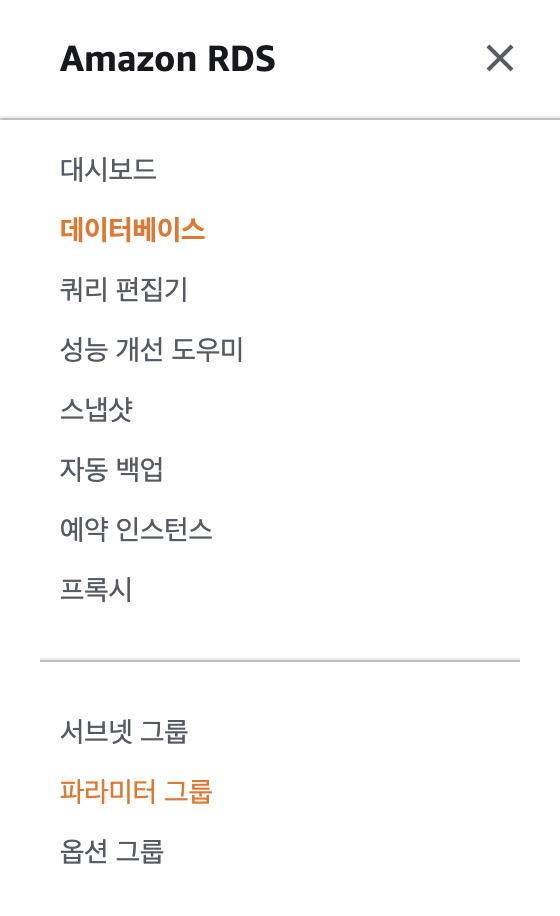 Amazon RDS
대시보드
데이터베이스
쿼리 편집기
성능 개선 도우미
스냅샷
자동 백업
예약 인스턴스
프록시
서브넷 그룹
파라미터 그룹
옵션 그룹